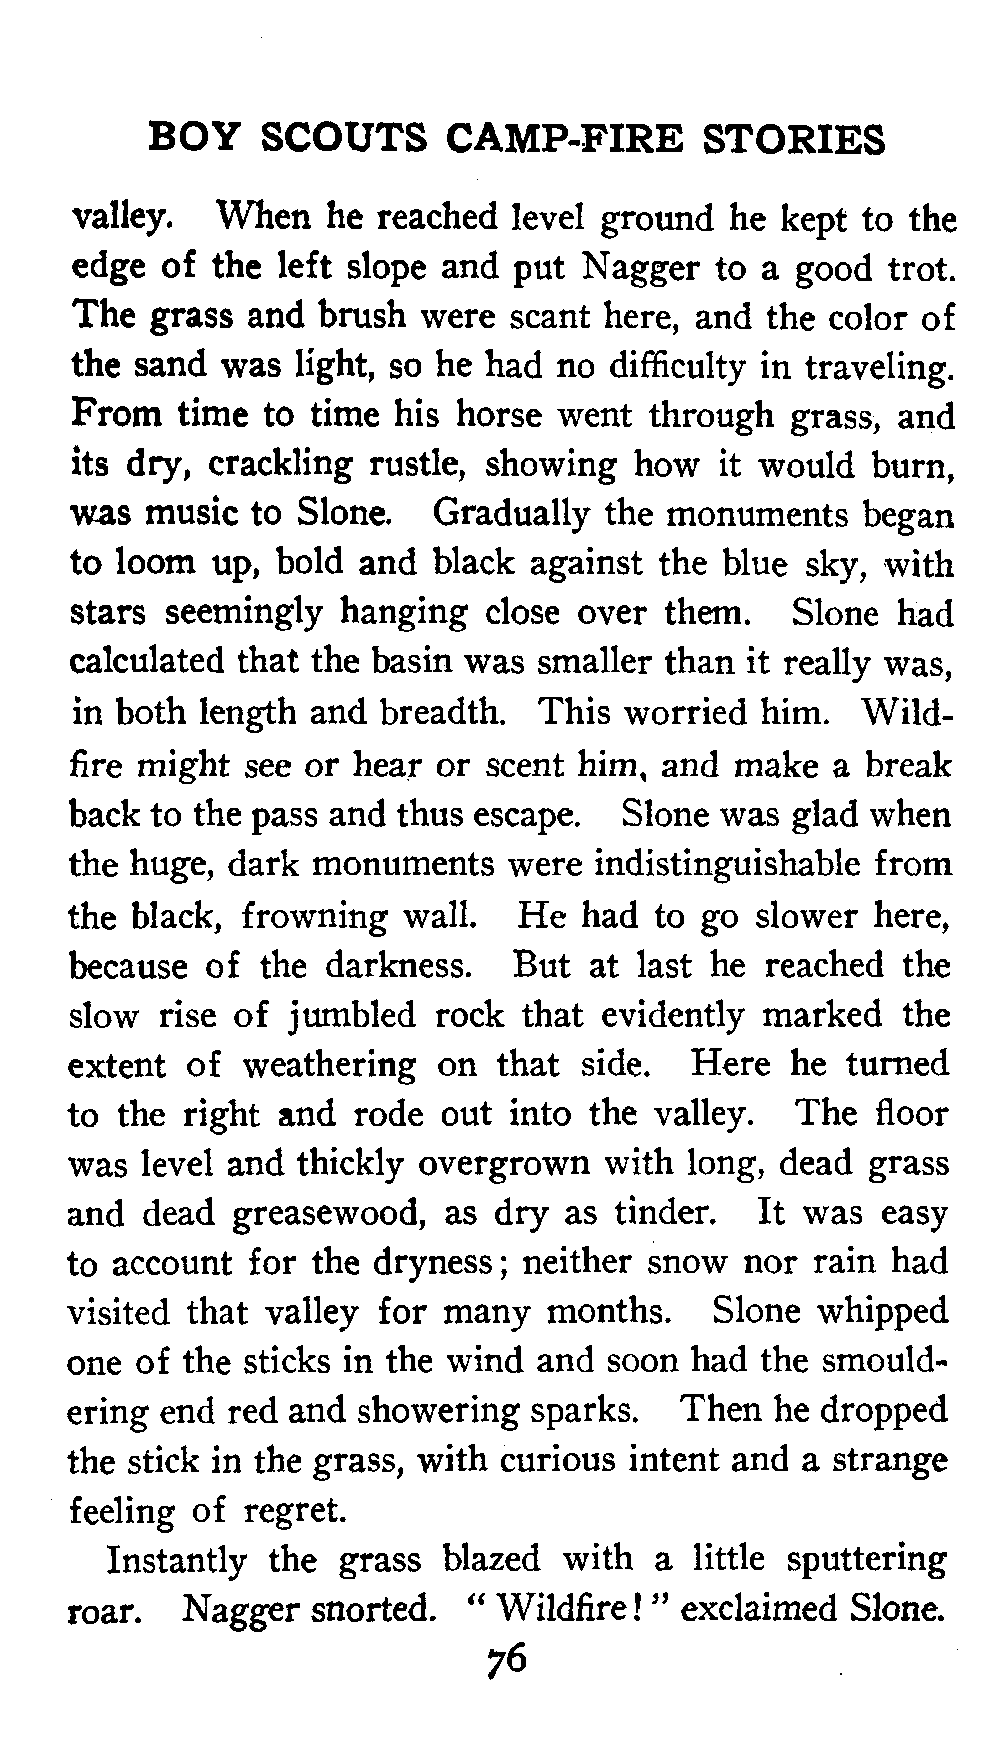 BOY SCOUTS CAMP-FIRE STORIES
valley. When he reached level ground he kept to the
edge of the left slope and put Nagger to a good trot.
The grass and brush were scant here, and the color of
the sand was light, so he had no difficulty in traveling.
From time to time his horse went through grass, and
its dry, crackling rustle, showing how it would burn,
was music to Slone. Gradually the monuments began
to loom up, bold and black against the blue sky, with
stars seemingly hanging close over them. Slone had
calculated that the basin was smaller than it really was,
in both length and breadth. This worried him. Wild-
fire might see or hear or scent him, and make a break
back to the pass and thus escape. Slone was glad when
the huge, dark monuments were indistinguishable from
the black, frowning wall. He had to go slower here,
because of the darkness. But at last he reached the
slow rise of jumbled rock that evidently marked the
extent of weathering on that side. Here he turned
to the right and rode out into the valley. The floor
was level and thickly overgrown with long, dead grass
and dead greasewood, as dry as tinder. It was easy
to account for the dryness; neither snow nor rain had
visited that valley for many months. Slone whipped
one of the sticks in the wind and soon had the smould-
ering end red and showering sparks. Then he dropped
the stick in the grass, with curious intent and a strange
feeling of regret.
Instantly the grass blazed with a little sputtering
roar. Nagger snorted. " Wildfire! " exclaimed Slone.
76